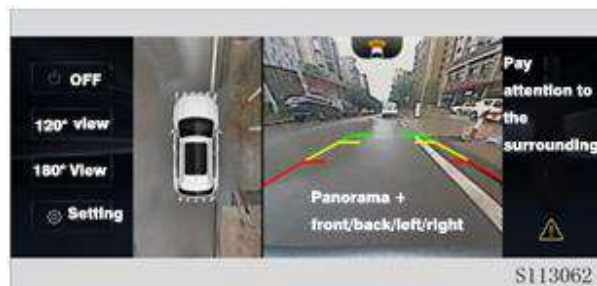 OFF
120° view
180° View
Setting
Panorama +
front/back/left/right
Pay
attention to
the
surrounding
S113062